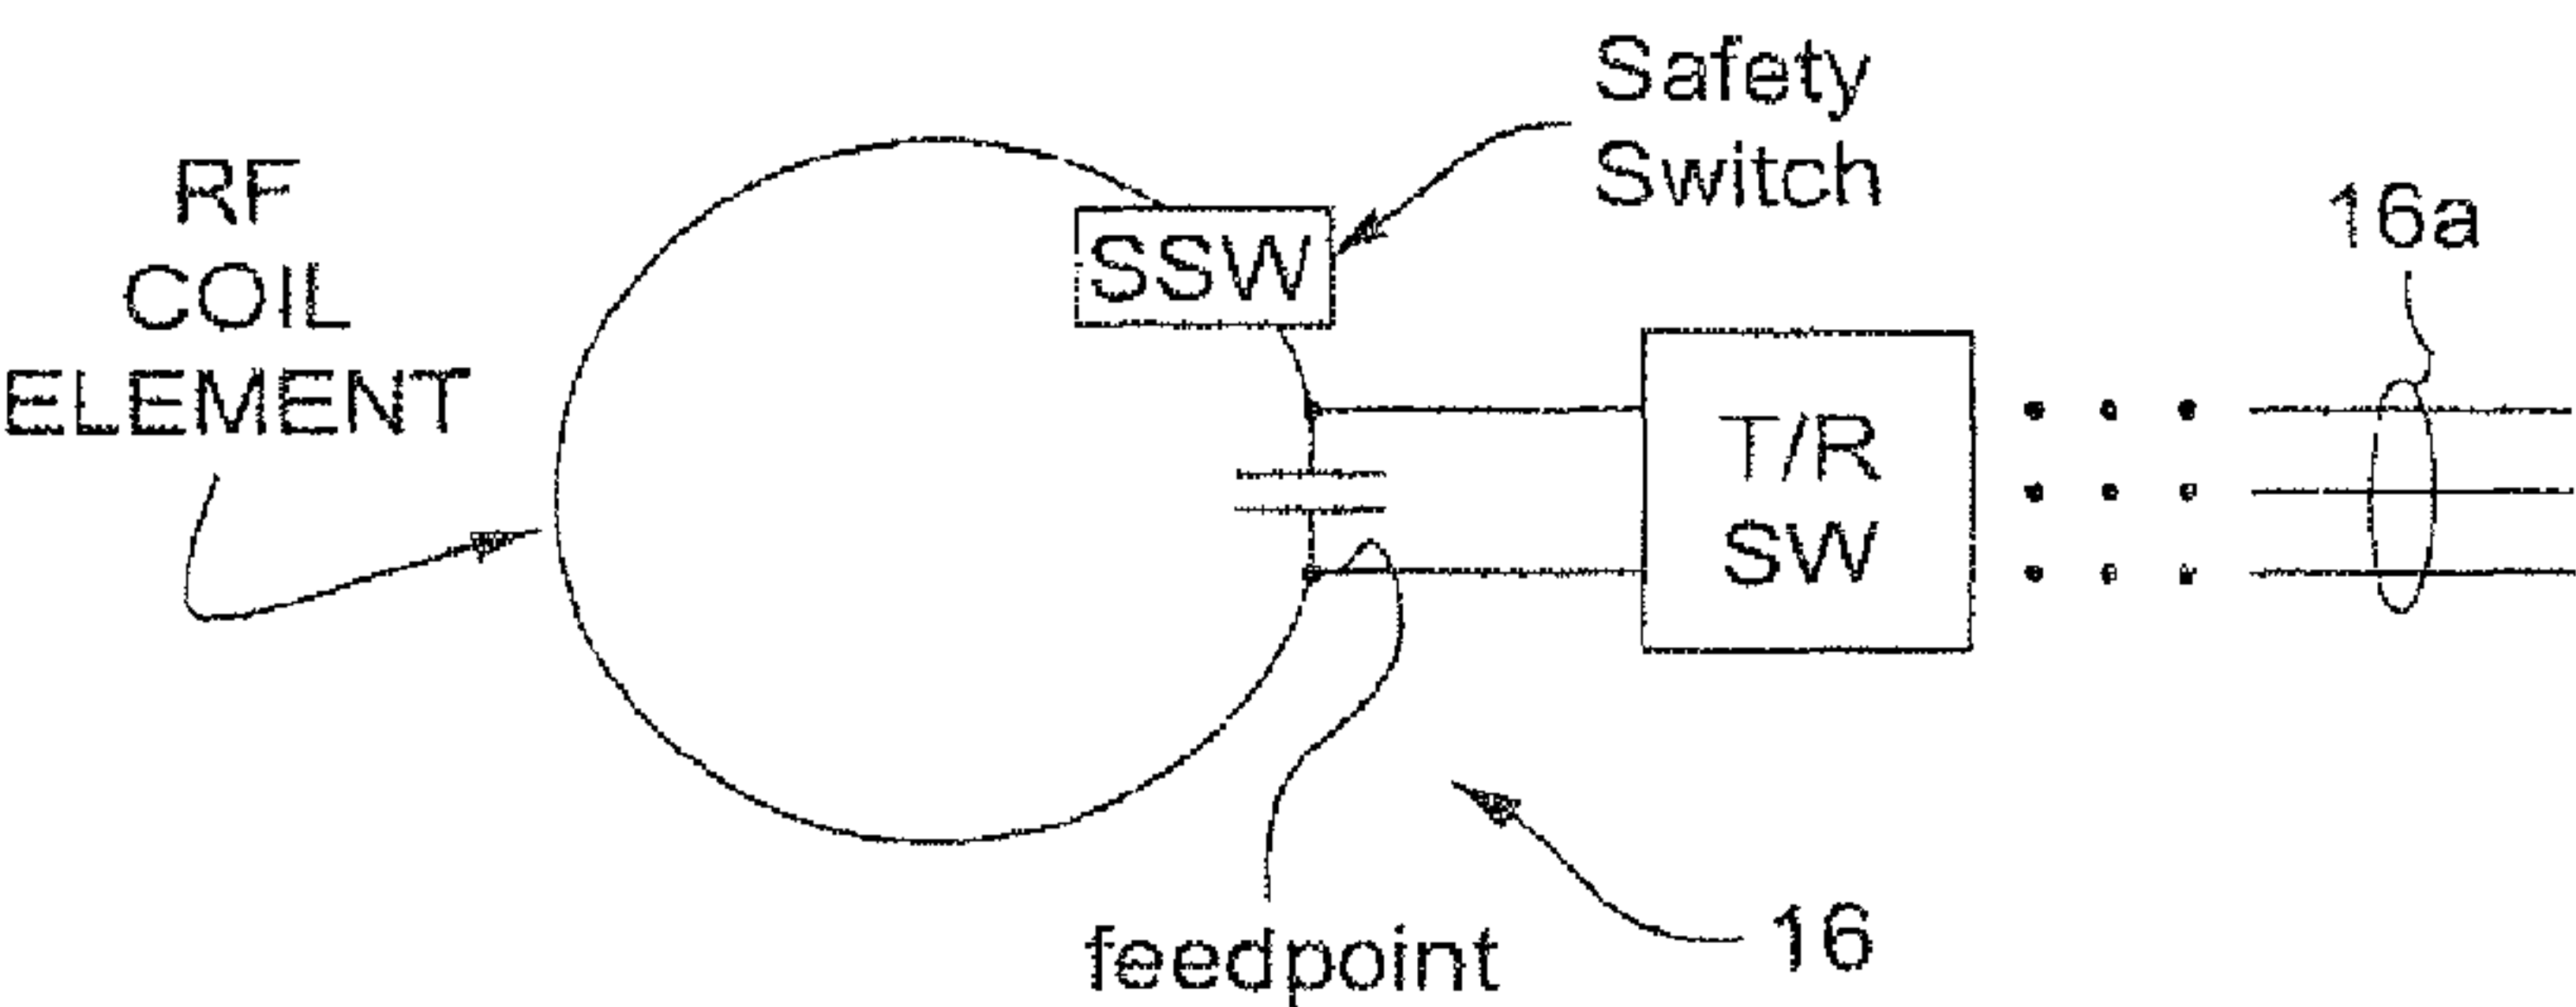 Safety
Switch
RF
COIL
ELEMENT
SSW
16a
T/R
SW
feedpoint
16